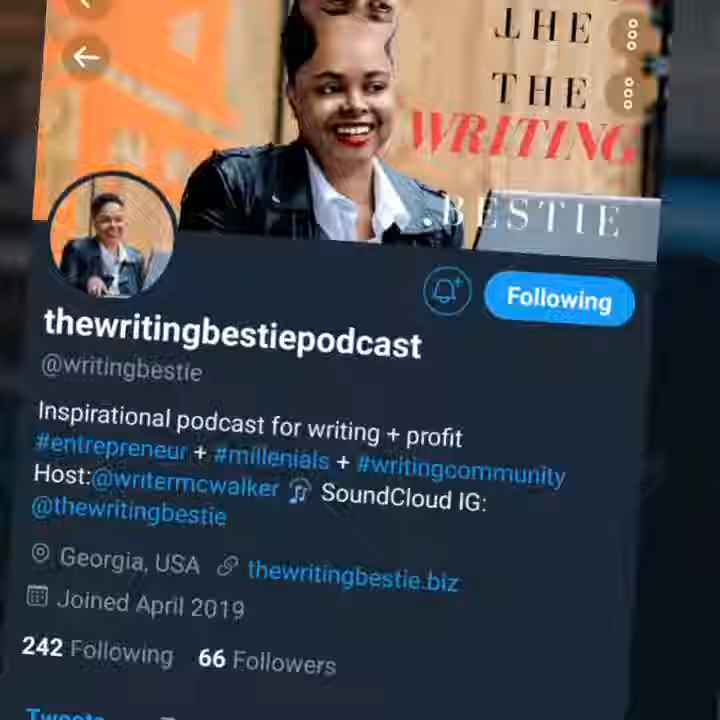 THE
THE
WRITING
BESTIE
Following
thewritingbestiepodcast
@writingbestie
Inspirational podcast for writing + profit
#entrepreneur + #millenials + #writingcommunity
Host:@writermcwalker SoundCloud IG:
@thewritingbestie
Georgia, USA thewritingbestie.biz
Joined April 2019
242 Following 66 Followers
Tweets